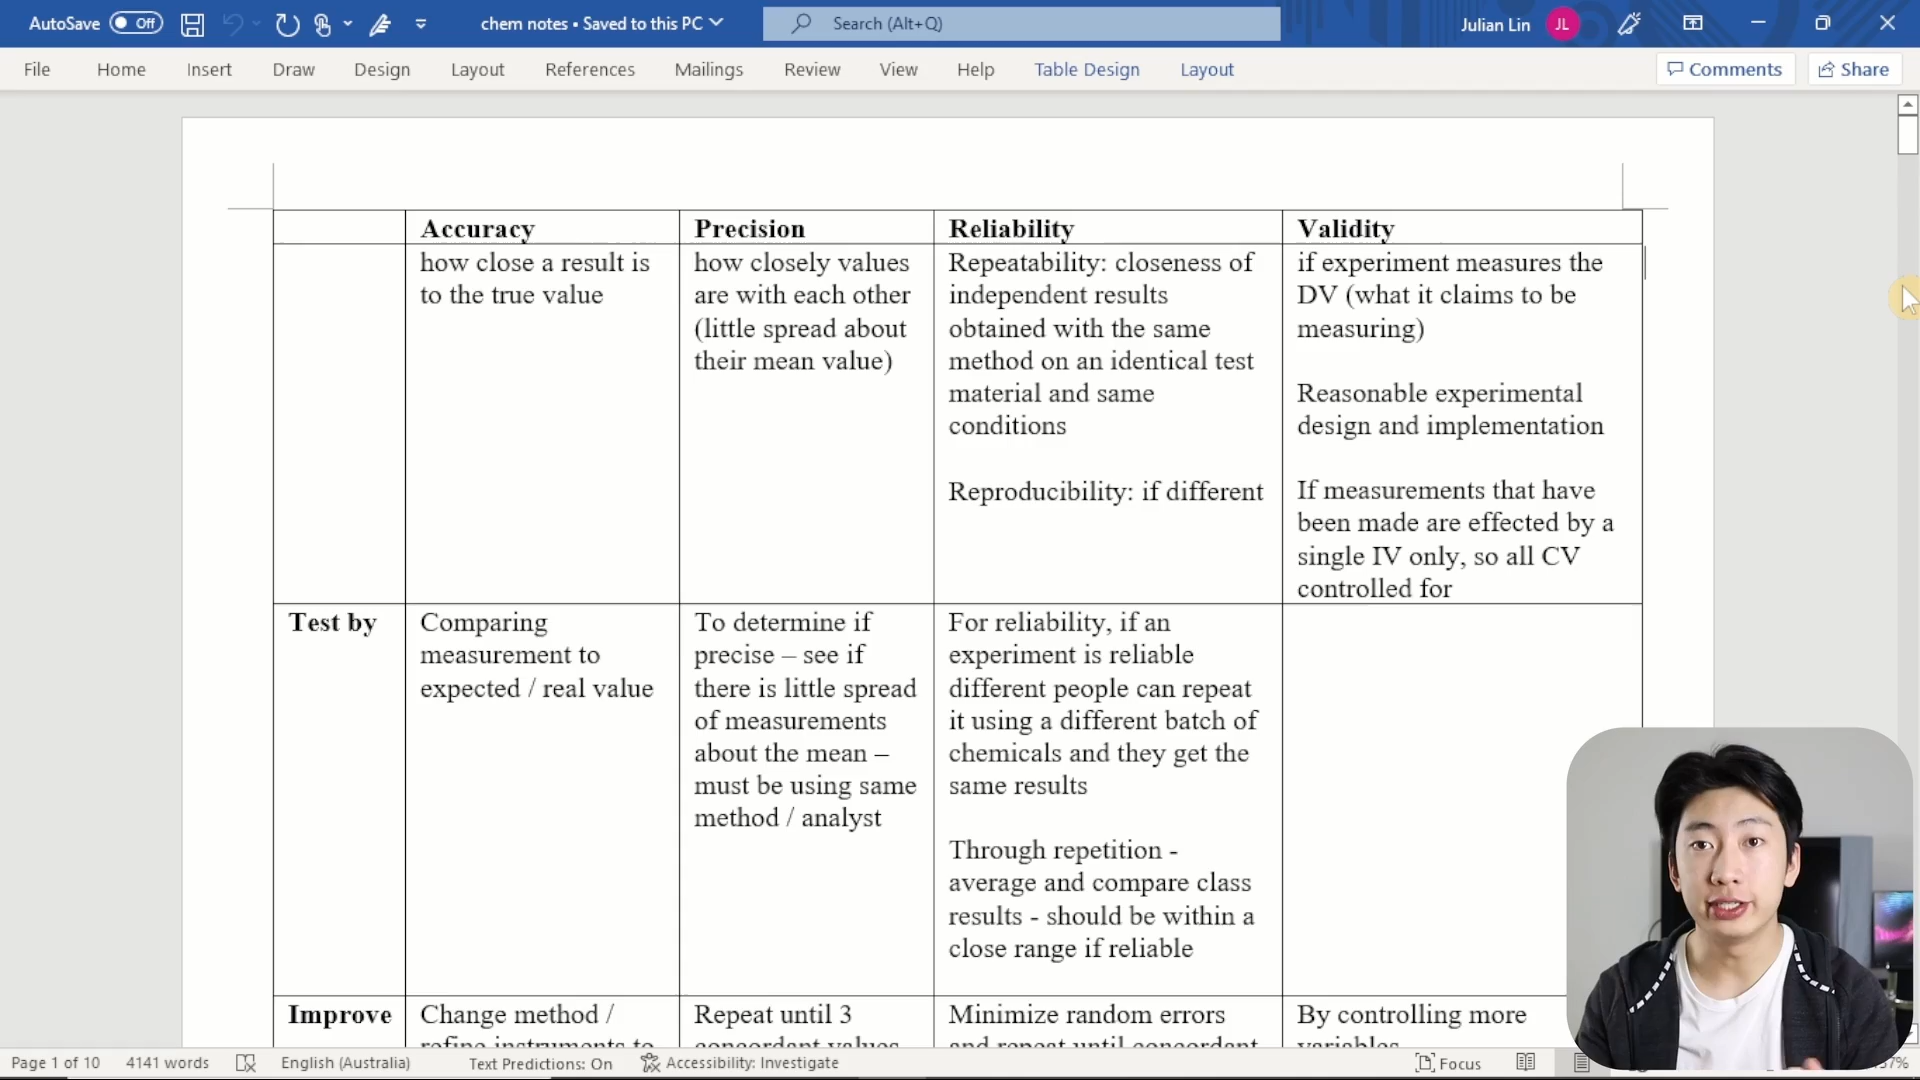 AutoSave Off chem notes • Saved to this PC Search (Alt+Q) Julian Lin JL
File Home Insert Draw Design Layout References Mailings Review View Help Table Design Layout Comments Share
Accuracy Precision Reliability Validity
how close a result is
to the true value
how closely values
are with each other
(little spread about
their mean value)
Repeatability: closeness of
independent results
obtained with the same
method on an identical test
material and same
conditions
Reproducibility: if different
if experiment measures the
DV (what it claims to be
measuring)
Reasonable experimental
design and implementation
If measurements that have
been made are effected by a
single IV only, so all CV
controlled for
Test by
Comparing
measurement to
expected / real value
To determine if
precise – see if
there is little spread
of measurements
about the mean –
must be using same
method / analyst
For reliability, if an
experiment is reliable
different people can repeat
it using a different batch of
chemicals and they get the
same results
Through repetition -
average and compare class
results - should be within a
close range if reliable
Improve
Change method /
refine instruments to
Repeat until 3
concordant values
Minimize random errors
and repeat until concordant
By controlling more
variables
Page 1 of 10 4141 words English (Australia) Text Predictions: On Accessibility: Investigate Focus